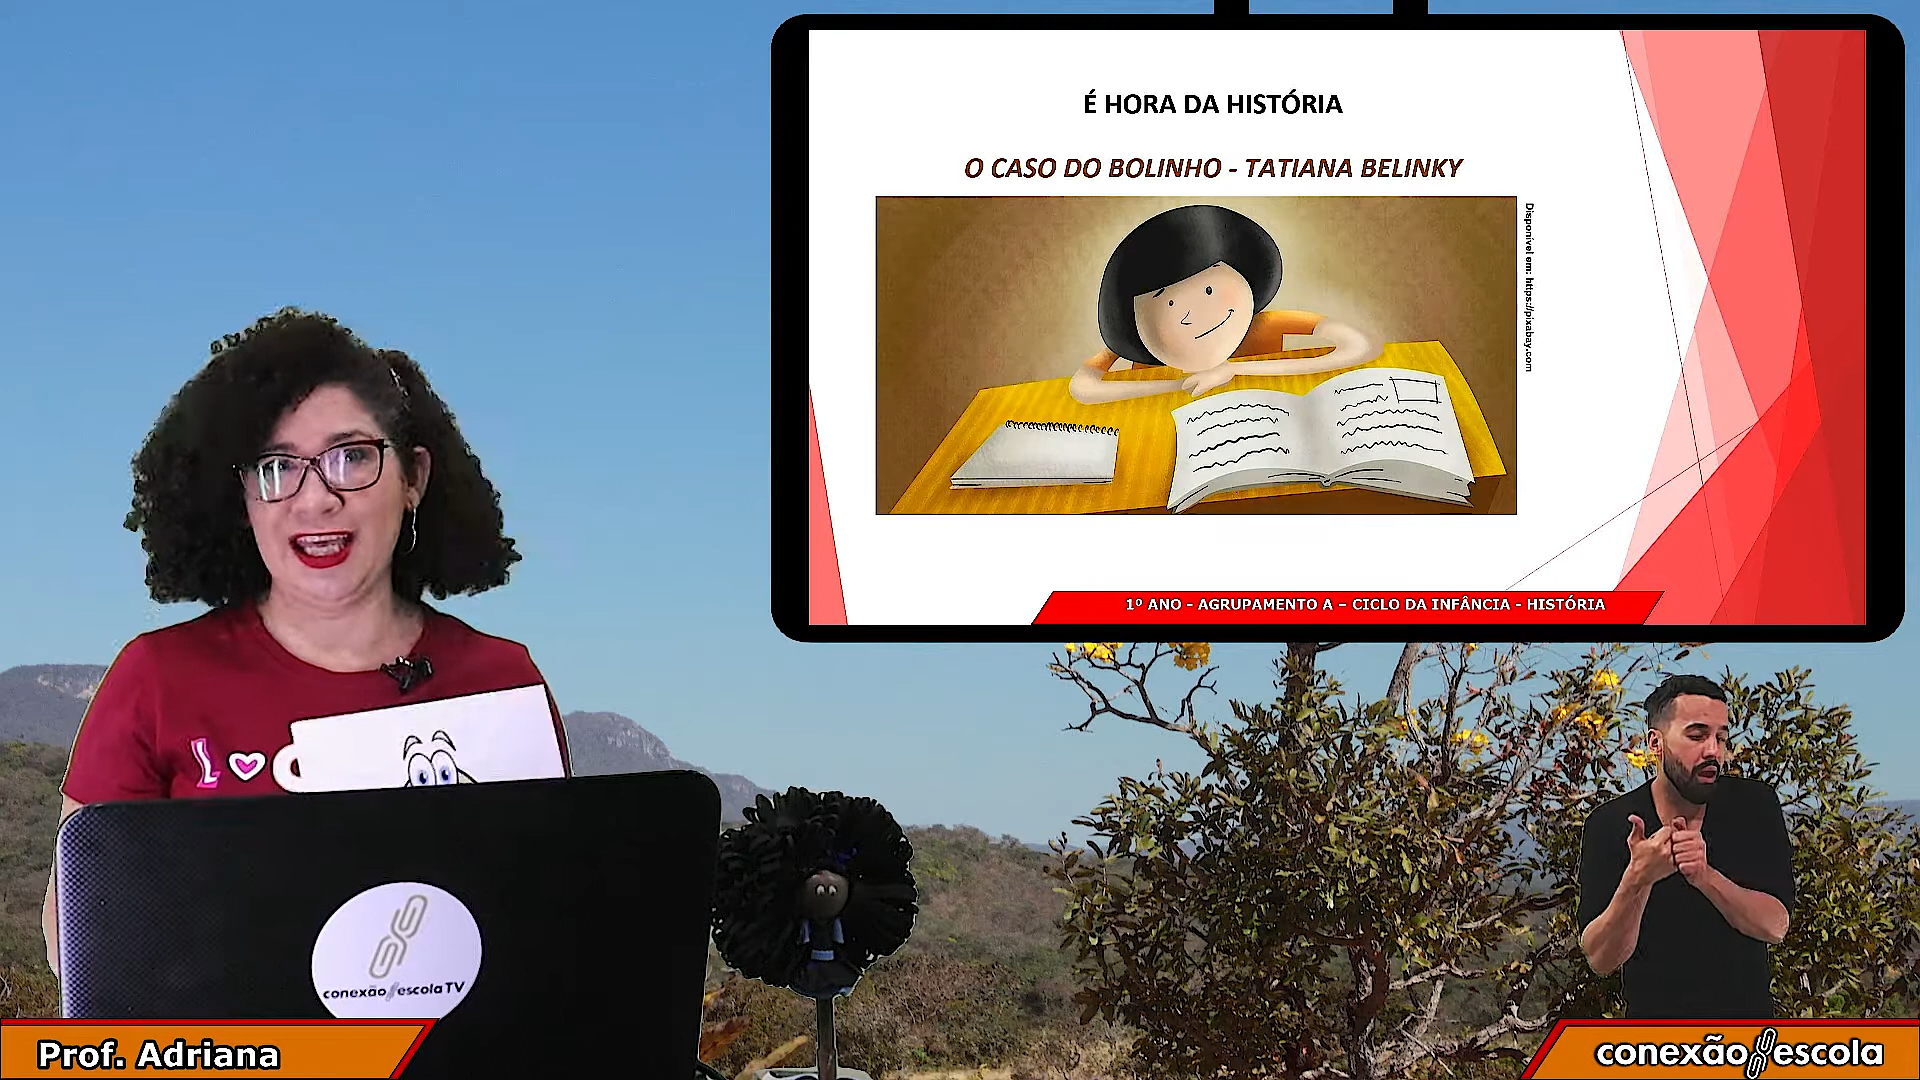 É HORA DA HISTÓRIA
O CASO DO BOLINHO - TATIANA BELINKY
Disponível em: https://pixabay.com
1º ANO - AGRUPAMENTO A – CICLO DA INFÂNCIA - HISTÓRIA
L
conexão escola TV
Prof. Adriana
conexão escola